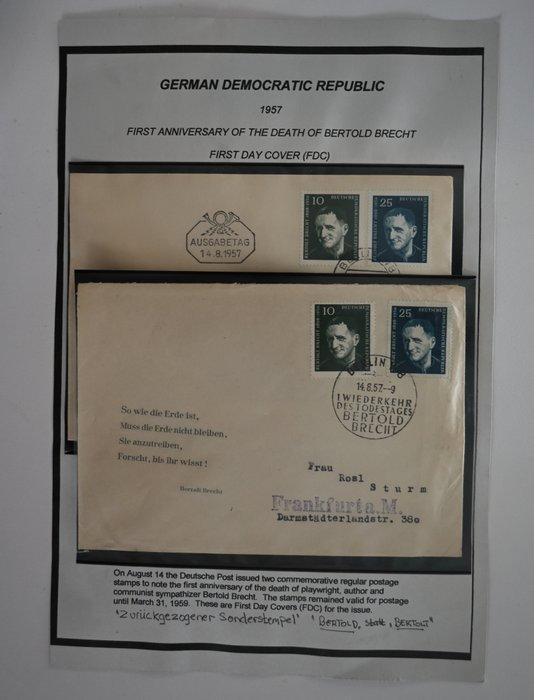 GERMAN DEMOCRATIC REPUBLIC
1957
FIRST ANNIVERSARY OF THE DEATH OF BERTOLD BRECHT
FIRST DAY COVER (FDC)
AUSGABETAG
14.8.1957
10
DEUTSCHE
25
DEUTSCHE
BERLIN
10
25
BERLIN
14.8.57.--9
1 WIEDERKEHR
DES TODESTAGES
BERTOLD
BRECHT
So wie die Erde ist,
Muss die Erde nicht bleiben,
Sie anzutreiben,
Forscht, bis ihr wisst!
Bertolt Brecht
Frau
Rosl
Sturm
Frankfurt a. M.
Darmstädterlandstr. 380
On August 14 the Deutsche Post issued two commemorative regular postage
stamps to note the first anniversary of the death of playwright, author and
communist sympathizer Bertold Brecht. The stamps remained valid for postage
until March 31, 1959. These are First Day Covers (FDC) for the issue.
"Zurückgezogener Sonderstempel" "BERTOLD, statt, BERTOLT"